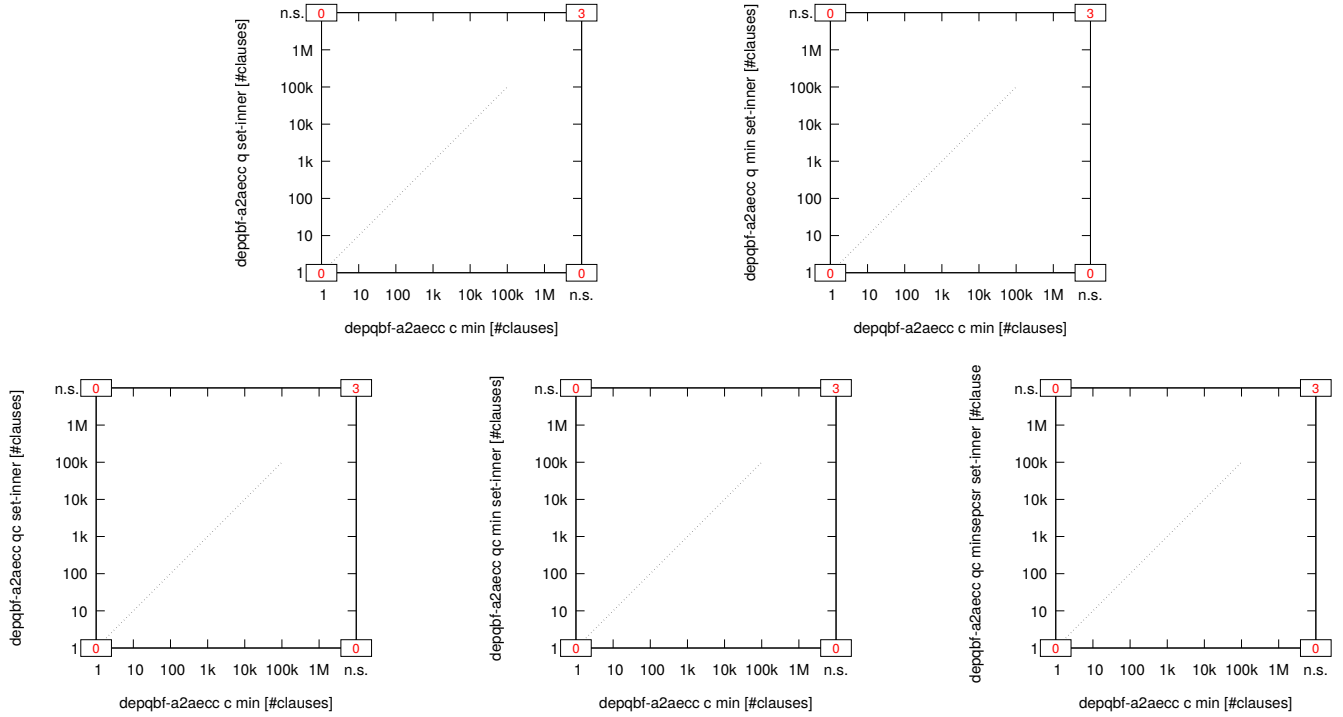 depqbf-a2aecc q set-inner [#clauses]
n.s. 0 3
1M
100k
10k
1k
100
10
1 0 0
1 10 100 1k 10k 100k 1M n.s.
depqbf-a2aecc c min [#clauses]
depqbf-a2aecc q min set-inner [#clauses]
n.s. 0 3
1M
100k
10k
1k
100
10
1 0 0
1 10 100 1k 10k 100k 1M n.s.
depqbf-a2aecc c min [#clauses]
depqbf-a2aecc qc set-inner [#clauses]
n.s. 0 3
1M
100k
10k
1k
100
10
1 0 0
1 10 100 1k 10k 100k 1M n.s.
depqbf-a2aecc c min [#clauses]
depqbf-a2aecc qc min set-inner [#clauses]
n.s. 0 3
1M
100k
10k
1k
100
10
1 0 0
1 10 100 1k 10k 100k 1M n.s.
depqbf-a2aecc c min [#clauses]
depqbf-a2aecc qc minsepcsr set-inner [#clause
n.s. 0 3
1M
100k
10k
1k
100
10
1 0 0
1 10 100 1k 10k 100k 1M n.s.
depqbf-a2aecc c min [#clauses]